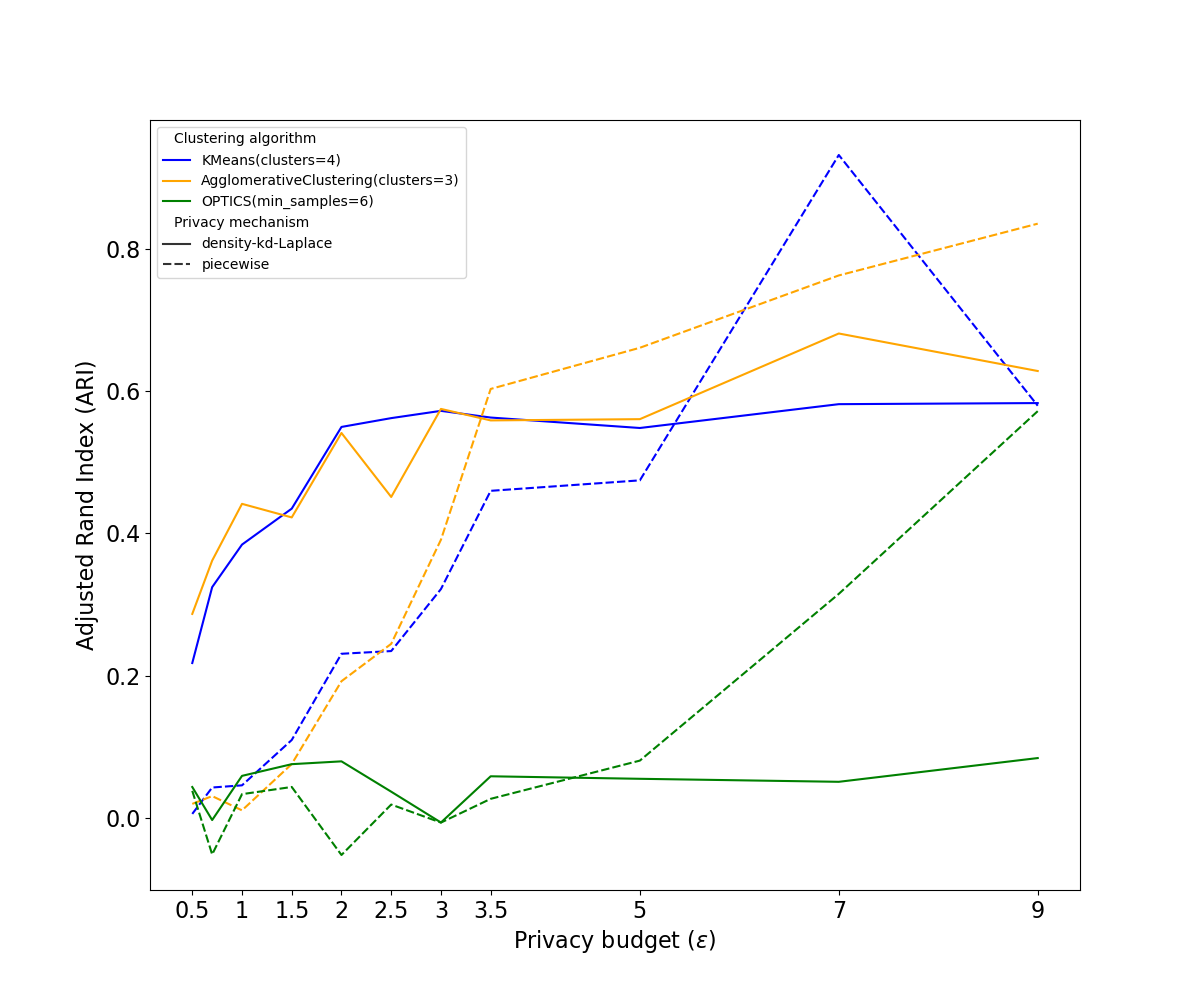 Clustering algorithm
KMeans(clusters=4)
AgglomerativeClustering(clusters=3)
OPTICS(min_samples=6)
Privacy mechanism
density-kd-Laplace
piecewise
Adjusted Rand Index (ARI)
0.8
0.6
0.4
0.2
0.0
0.5 1 1.5 2 2.5 3 3.5 5 7 9
Privacy budget (ε)